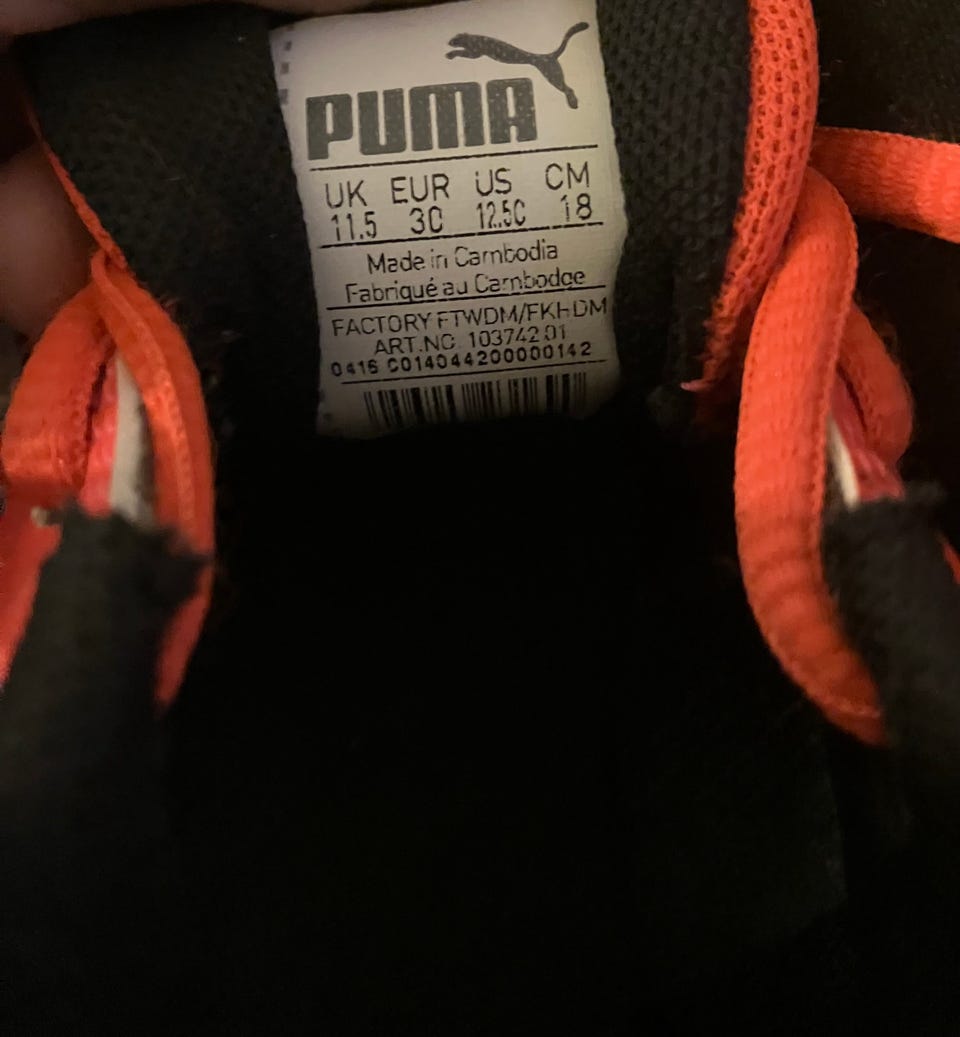 PUMA
UK EUR US CM
11.5 30 12.5C 18
Made in Cambodia
Fabriqué au Cambodge
FACTORY FTWDM/FKHDM
ART.NO. 103742 01
0416 C014044200000142